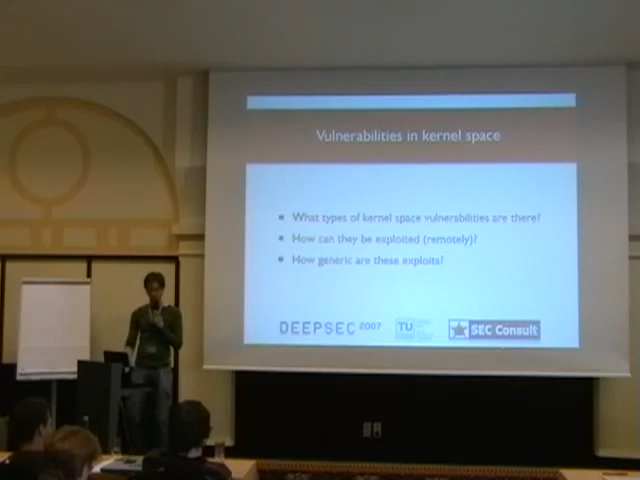 Vulnerabilities in kernel space
What types of kernel space vulnerabilities are there?
How can they be exploited (remotely)?
How generic are these exploits?
DEEPSEC 2007
TU
SEC Consult